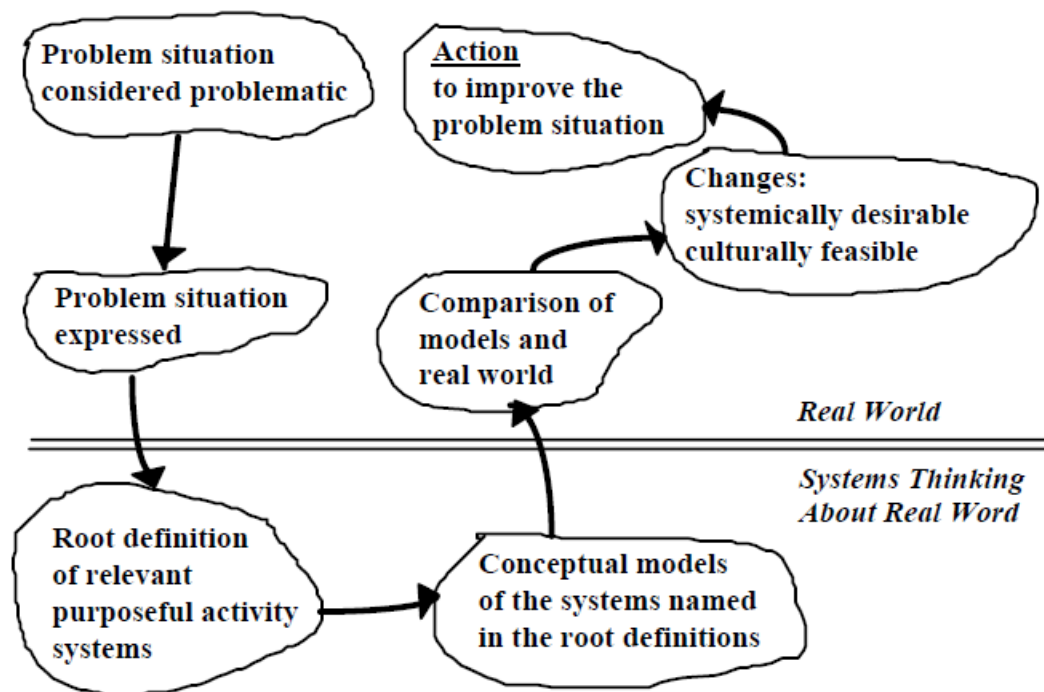 Problem situation
considered problematic
Action
to improve the
problem situation
Changes:
systemically desirable
culturally feasible
Problem situation
expressed
Comparison of
models and
real world
Real World
Systems Thinking
About Real Word
Root definition
of relevant
purposeful activity
systems
Conceptual models
of the systems named
in the root definitions